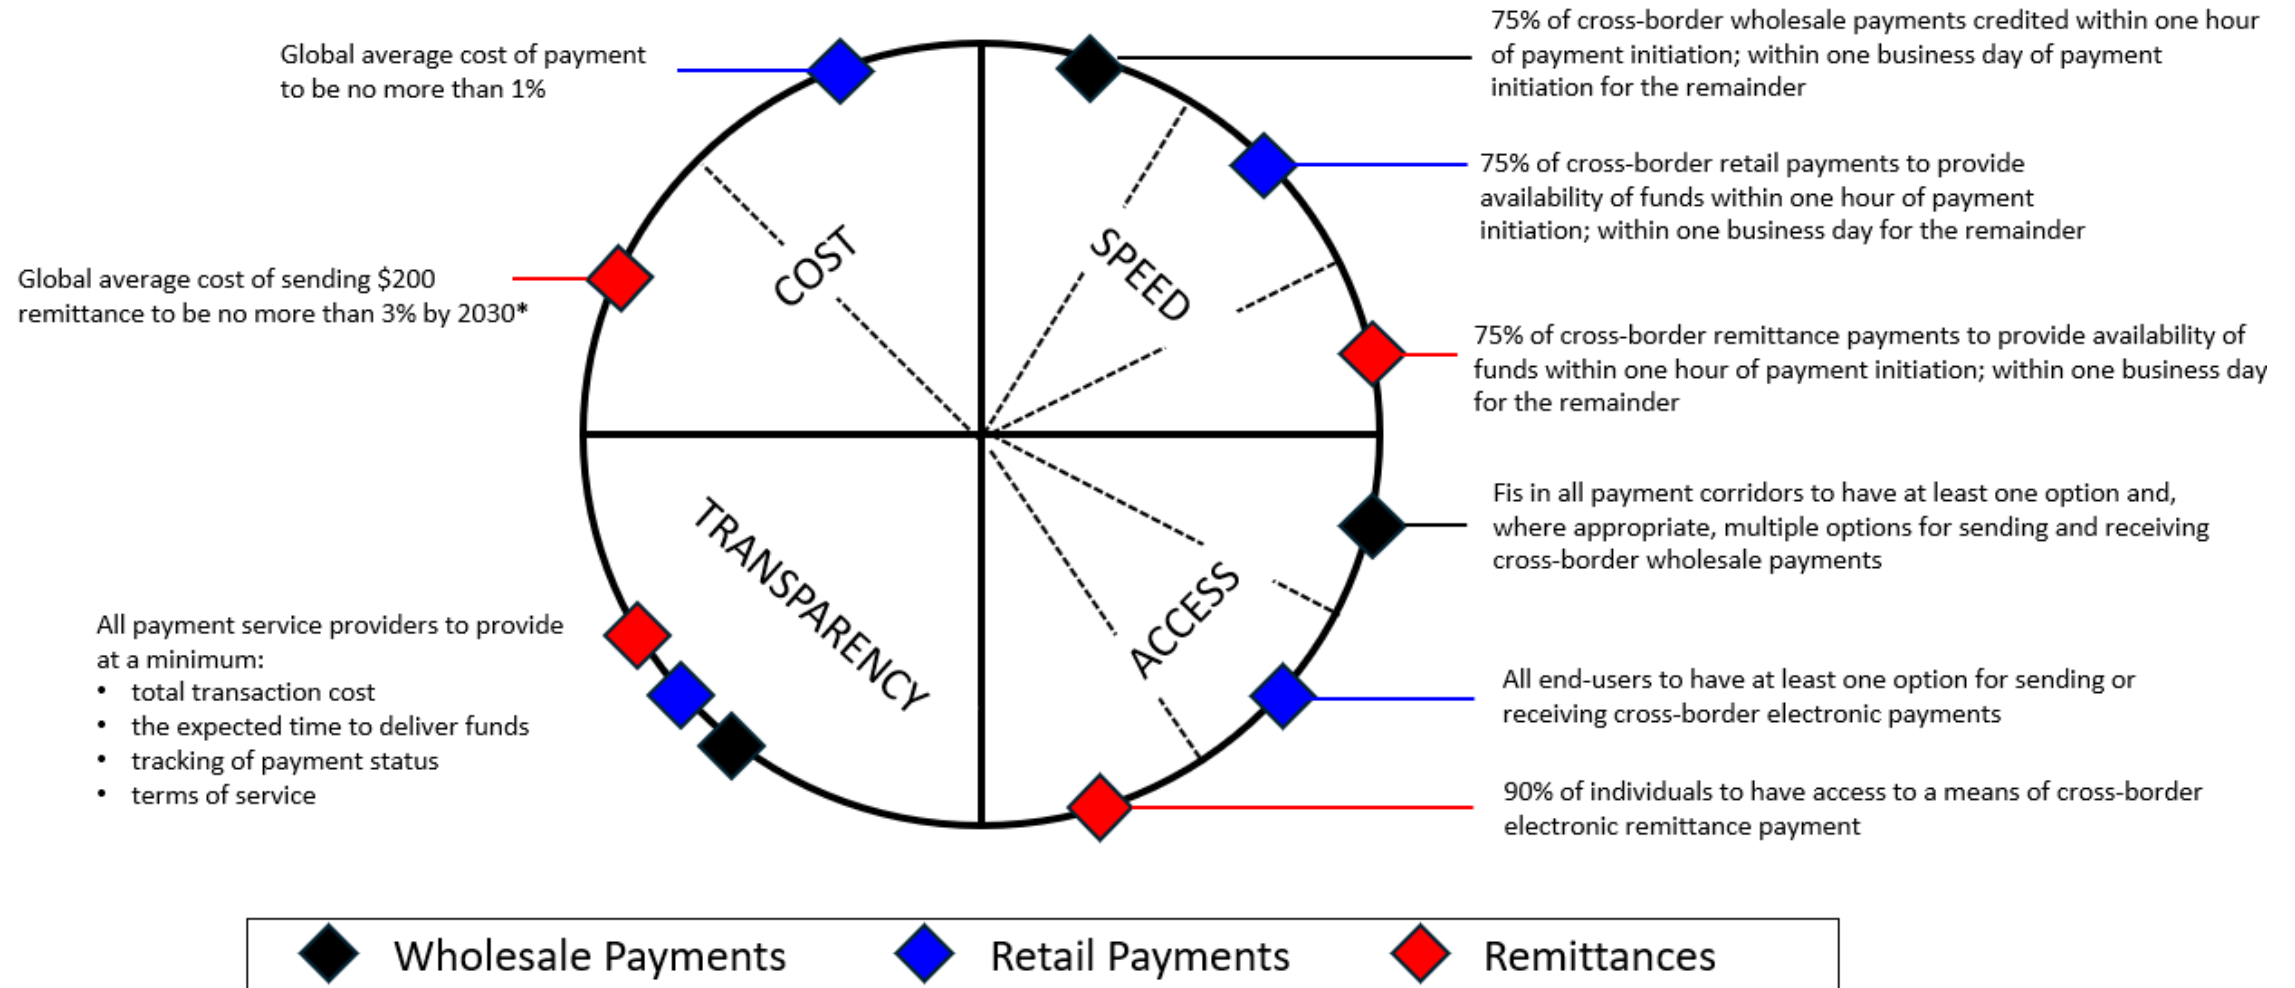 Global average cost of payment
to be no more than 1%
75% of cross-border wholesale payments credited within one hour
of payment initiation; within one business day of payment
initiation for the remainder
75% of cross-border retail payments to provide
availability of funds within one hour of payment
initiation; within one business day for the remainder
COST
SPEED
Global average cost of sending $200
remittance to be no more than 3% by 2030*
75% of cross-border remittance payments to provide availability of
funds within one hour of payment initiation; within one business day
for the remainder
Fis in all payment corridors to have at least one option and,
where appropriate, multiple options for sending and receiving
cross-border wholesale payments
TRANSPARENCY
ACCESS
All payment service providers to provide
at a minimum:
• total transaction cost
• the expected time to deliver funds
• tracking of payment status
• terms of service
All end-users to have at least one option for sending or
receiving cross-border electronic payments
90% of individuals to have access to a means of cross-border
electronic remittance payment
Wholesale Payments
Retail Payments
Remittances